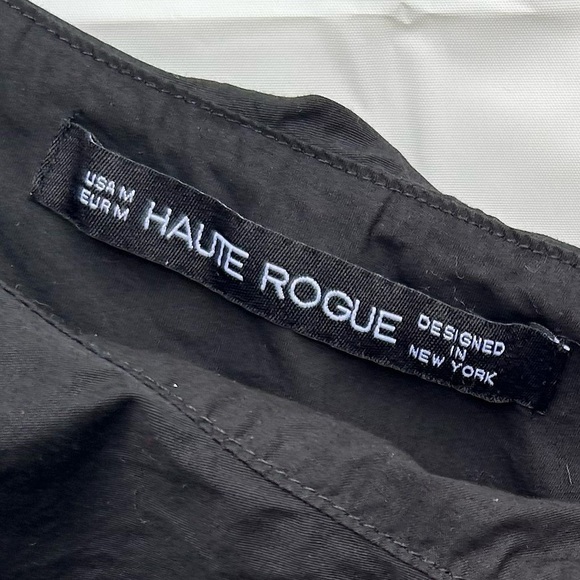 USA M
EUR M
HAUTE ROGUE
DESIGNED
IN
NEW YORK